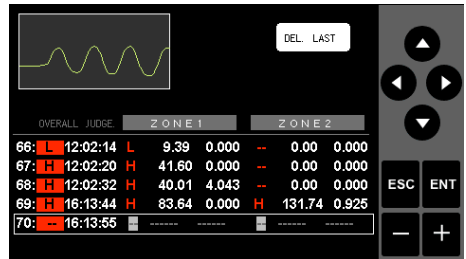 DEL. LAST
OVERALL JUDGE. ZONE1 ZONE2
66: L 12:02:14 L 9.39 0.000 -- 0.00 0.000
67: H 12:02:20 H 41.60 0.000 -- 0.00 0.000
68: H 12:02:32 H 40.01 4.043 -- 0.00 0.000
69: H 16:13:44 H 83.64 0.000 H 131.74 0.925
70: -- 16:13:55 -- ------ ------ -- ------ ------
ESC ENT
− +